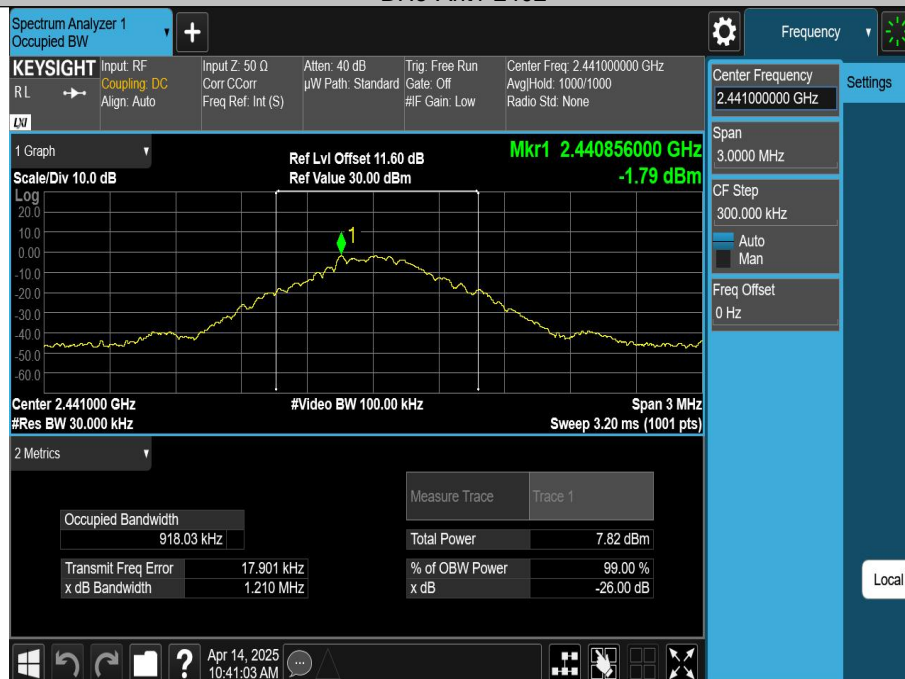 Spectrum Analyzer 1
Occupied BW
Frequency
KEYSIGHT
RL
LXI
Input: RF
Coupling: DC
Align: Auto
Input Z: 50 Ω
Corr CCorr
Freq Ref: Int (S)
Atten: 40 dB
µW Path: Standard
Trig: Free Run
Gate: Off
#IF Gain: Low
Center Freq: 2.441000000 GHz
Avg|Hold: 1000/1000
Radio Std: None
Center Frequency
2.441000000 GHz
Settings
Span
3.0000 MHz
CF Step
300.000 kHz
Auto
Man
Freq Offset
0 Hz
Local
1 Graph
Scale/Div 10.0 dB
Ref Lvl Offset 11.60 dB
Ref Value 30.00 dBm
Mkr1 2.440856000 GHz
-1.79 dBm
Log
20.0
10.0
0.00
-10.0
-20.0
-30.0
-40.0
-50.0
-60.0
1
Center 2.441000 GHz
#Video BW 100.00 kHz
Span 3 MHz
#Res BW 30.000 kHz
Sweep 3.20 ms (1001 pts)
2 Metrics
Measure Trace Trace 1
Occupied Bandwidth
918.03 kHz
Total Power 7.82 dBm
Transmit Freq Error 17.901 kHz
% of OBW Power 99.00 %
x dB Bandwidth 1.210 MHz
x dB -26.00 dB
?
Apr 14, 2025
10:41:03 AM